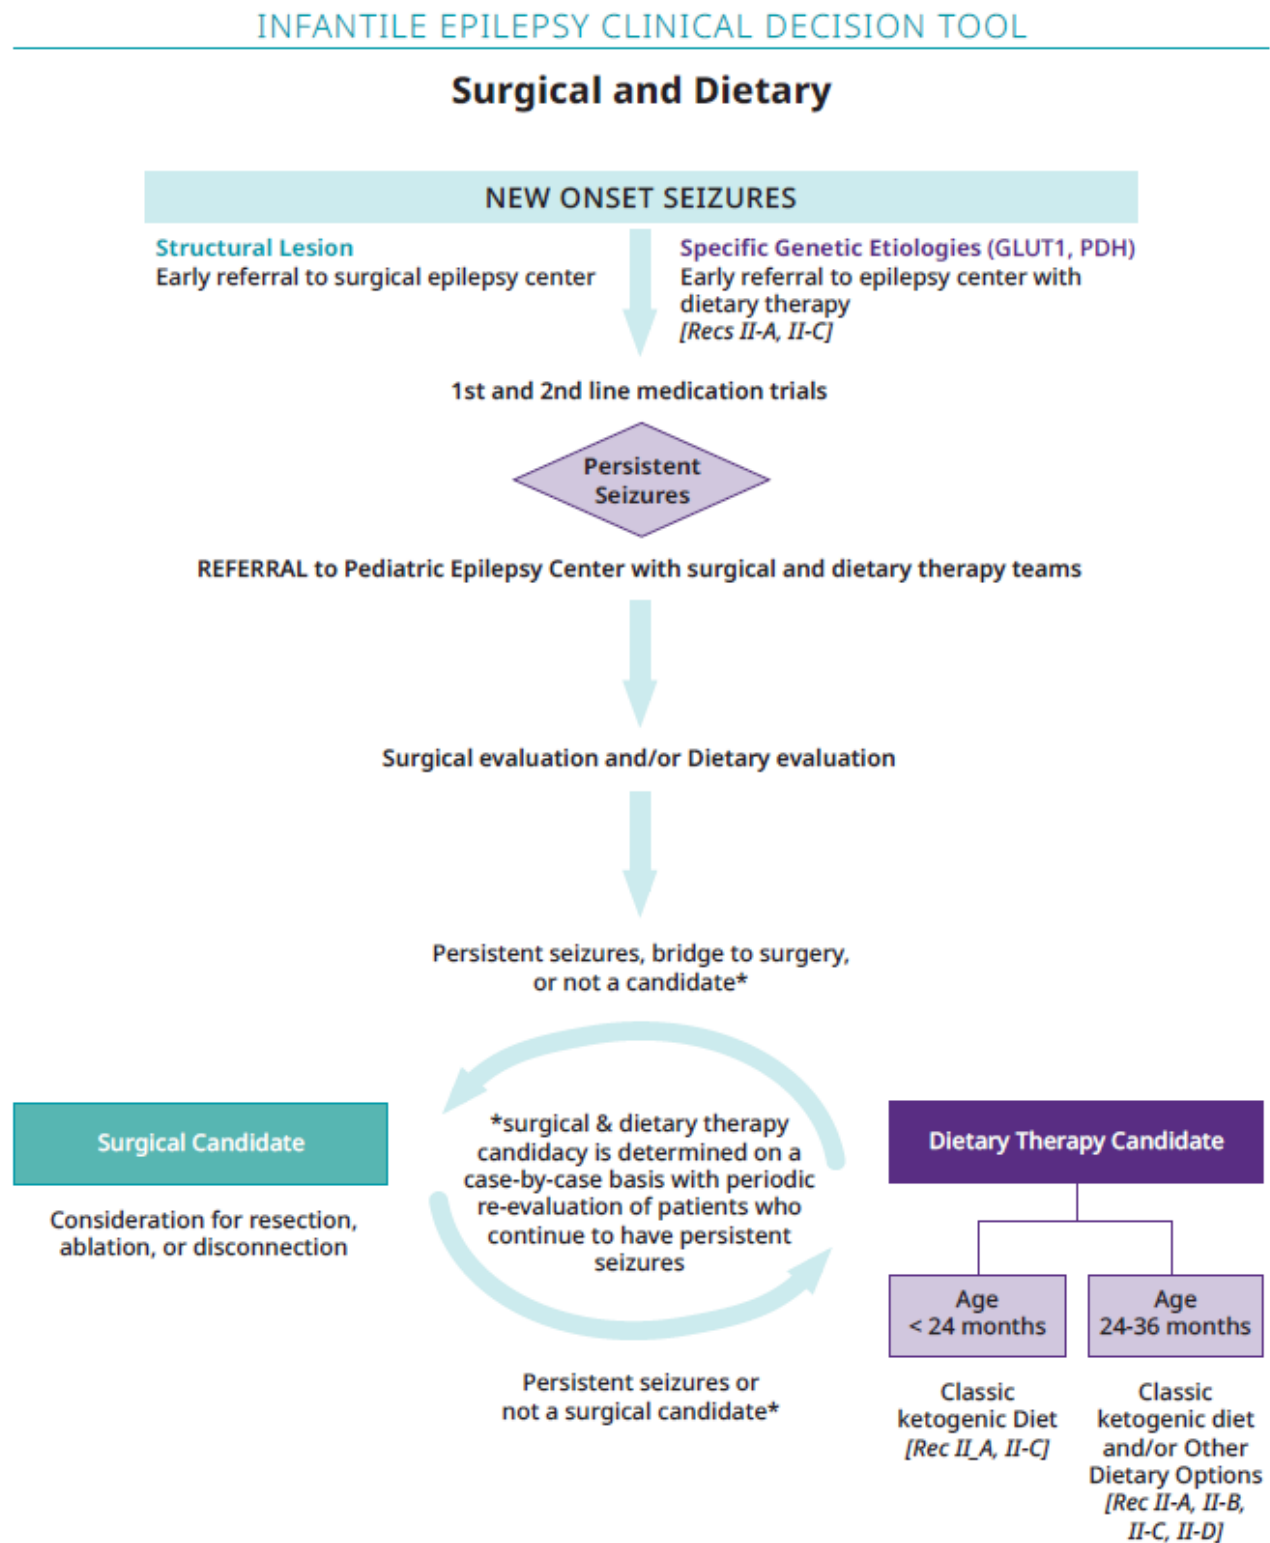 INFANTILE EPILEPSY CLINICAL DECISION TOOL
Surgical and Dietary
NEW ONSET SEIZURES
Structural Lesion
Early referral to surgical epilepsy center
Specific Genetic Etiologies (GLUT1, PDH)
Early referral to epilepsy center with
dietary therapy
[Recs II-A, II-C]
1st and 2nd line medication trials
Persistent
Seizures
REFERRAL to Pediatric Epilepsy Center with surgical and dietary therapy teams
Surgical evaluation and/or Dietary evaluation
Persistent seizures, bridge to surgery,
or not a candidate*
Surgical Candidate
Consideration for resection,
ablation, or disconnection
*surgical & dietary therapy
candidacy is determined on a
case-by-case basis with periodic
re-evaluation of patients who
continue to have persistent
seizures
Persistent seizures or
not a surgical candidate*
Dietary Therapy Candidate
Age
< 24 months
Classic
ketogenic Diet
[Rec II_A, II-C]
Age
24-36 months
Classic
ketogenic diet
and/or Other
Dietary Options
[Rec II-A, II-B,
II-C, II-D]